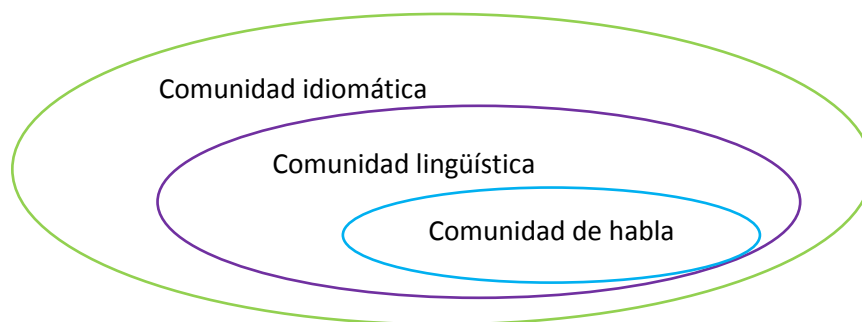 Comunidad idiomática
Comunidad lingüística
Comunidad de habla